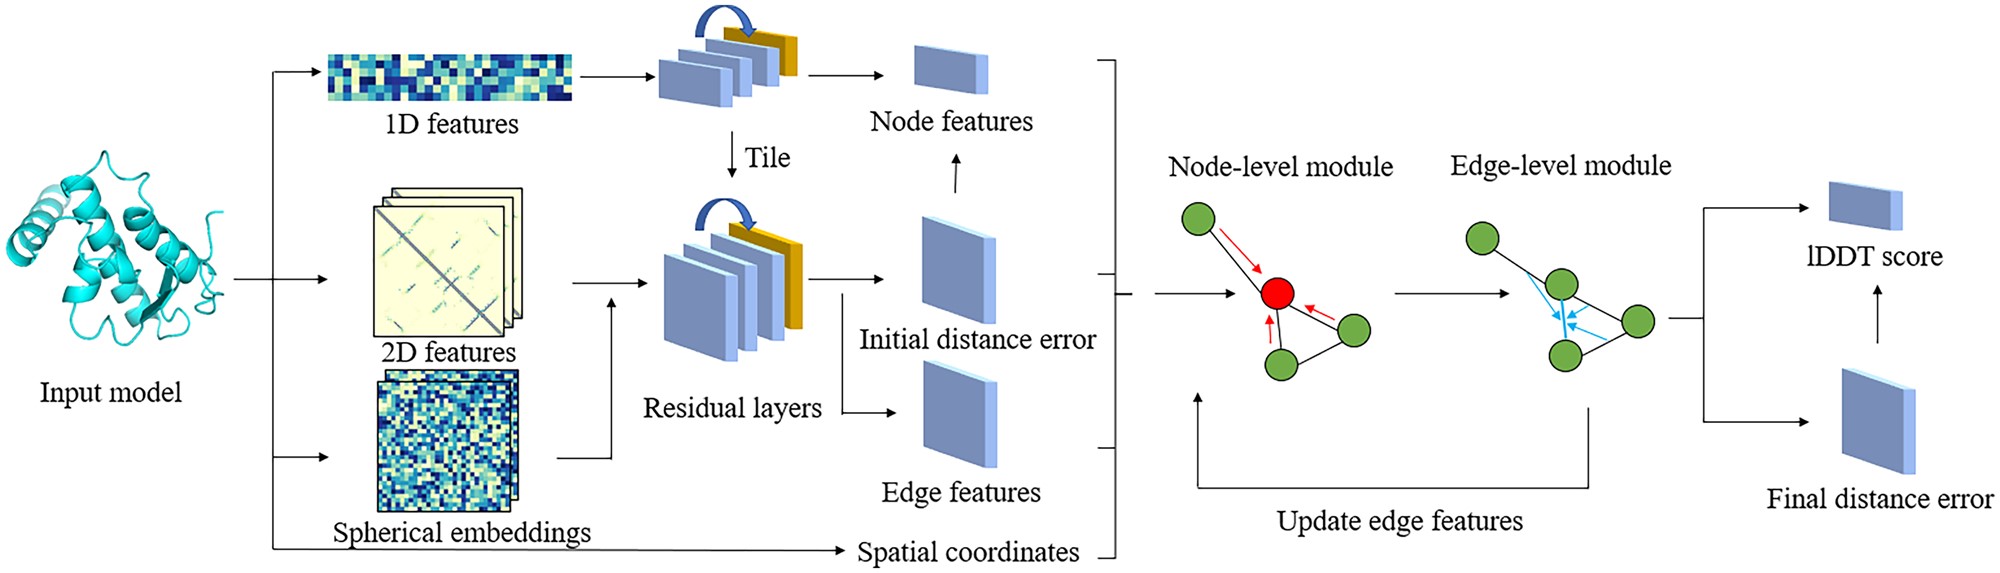 Input model
1D features
2D features
Spherical embeddings
Tile
Residual layers
Node features
Initial distance error
Edge features
Spatial coordinates
Node-level module
Edge-level module
Update edge features
lDDT score
Final distance error